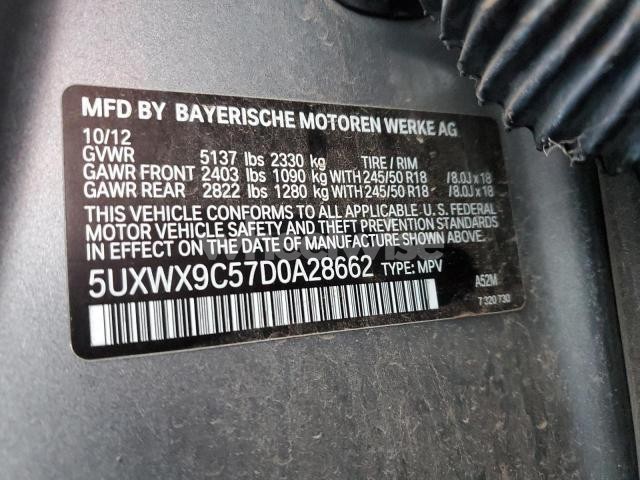 MFD BY BAYERISCHE MOTOREN WERKE AG
10/12
GVWR 5137 lbs 2330 kg TIRE / RIM
GAWR FRONT 2403 lbs 1090 kg WITH 245/50 R18 /8.0J x 18
GAWR REAR 2822 lbs 1280 kg WITH 245/50 R18 /8.0J x 18
THIS VEHICLE CONFORMS TO ALL APPLICABLE U. S. FEDERAL
MOTOR VEHICLE SAFETY AND THEFT PREVENTION STANDARDS
IN EFFECT ON THE DATE OF MANUFACTURE SHOWN ABOVE.
5UXWX9C57D0A28662 TYPE: MPV
A52M
7 320 730